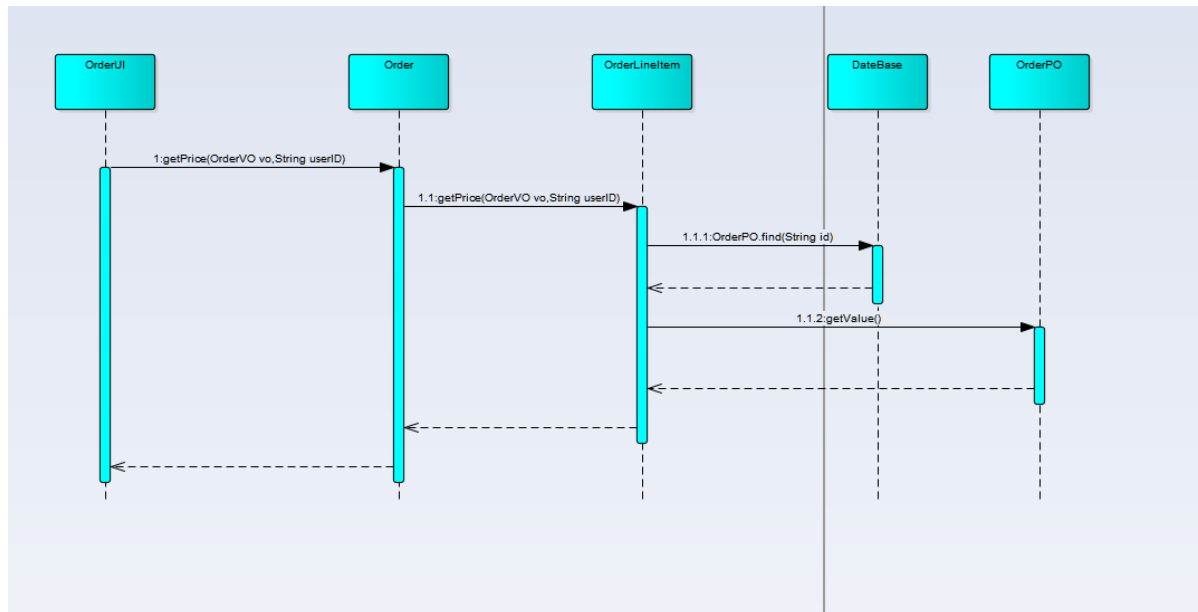 OrderUI
Order
OrderLineItem
DateBase
OrderPO
1:getPrice(OrderVO vo,String userID)
1.1:getPrice(OrderVO vo,String userID)
1.1.1:OrderPO.find(String id)
1.1.2:getValue()